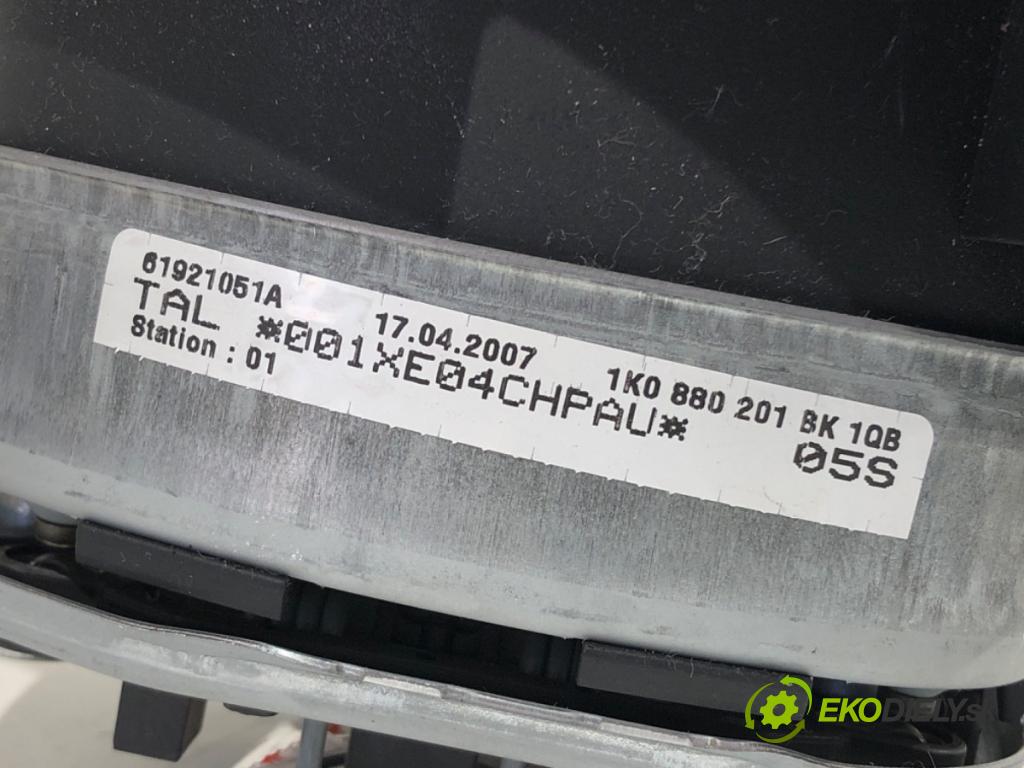 61921051A 17.04.2007 1K0 880 201 BK 1QB
TAL *001XE04CHPAU* 05S
Station : 01
EKODIELY.sk